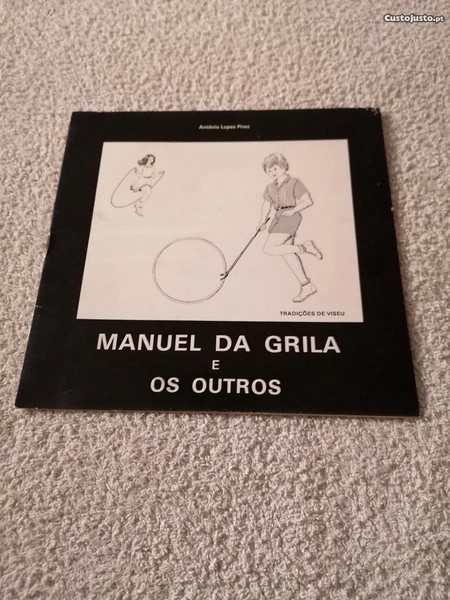 CustoJusto.pt
António Lopes Pires
TRADIÇÕES DE VISEU
MANUEL DA GRILA
E
OS OUTROS